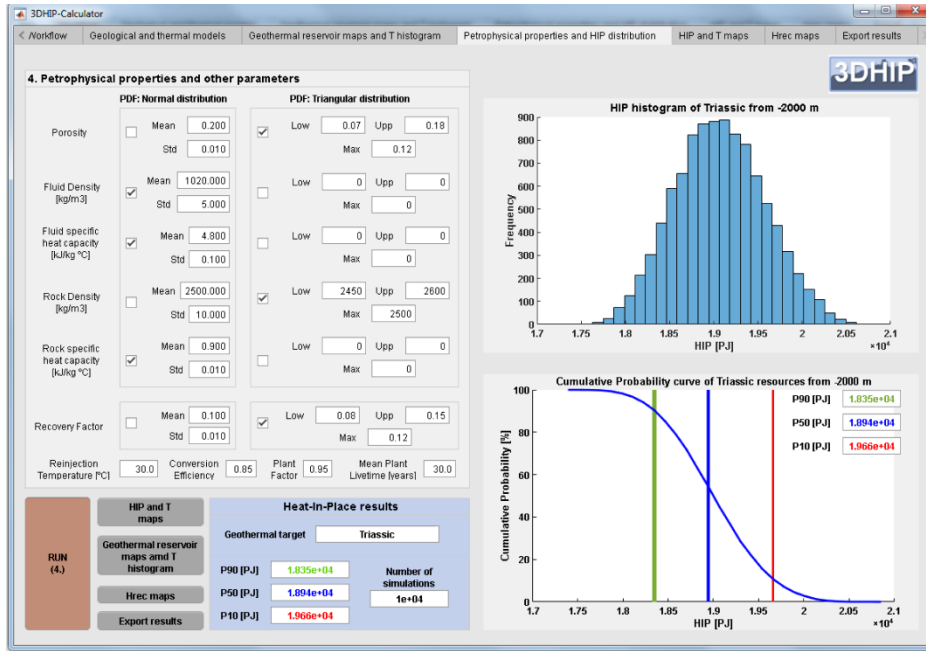 3DHIP-Calculator
< Workflow Geological and thermal models Geothermal reservoir maps and T histogram Petrophysical properties and HIP distribution HIP and T maps Hrec maps Export results
3DHIP
4. Petrophysical properties and other parameters
PDF: Normal distribution PDF: Triangular distribution
Porosity Mean 0.200 Low 0.07 Upp 0.18
Std 0.010 Max 0.12
Fluid Density
[kg/m3]
Mean 1020.000 Low 0 Upp 0
Std 5.000 Max 0
Fluid specific
heat capacity
[kJ/kg ºC]
Mean 4.800 Low 0 Upp 0
Std 0.100 Max 0
Rock Density
[kg/m3]
Mean 2500.000 Low 2450 Upp 2600
Std 10.000 Max 2500
Rock specific
heat capacity
[kJ/kg ºC]
Mean 0.900 Low 0 Upp 0
Std 0.010 Max 0
Recovery Factor Mean 0.100 Low 0.08 Upp 0.15
Std 0.010 Max 0.12
Reinjection
Temperature [ºC]
30.0
Conversion
Efficiency
0.85
Plant
Factor
0.95
Mean Plant
Livetime [years]
30.0
RUN
(4.)
HIP and T
maps
Geothermal reservoir
maps amd T
histogram
Hrec maps
Export results
Heat-In-Place results
Geothermal target Triassic
P90 [PJ] 1.835e+04
P50 [PJ] 1.894e+04
P10 [PJ] 1.966e+04
Number of
simulations
1e+04
HIP histogram of Triassic from -2000 m
Frequency
900
800
700
600
500
400
300
200
100
0
1.7 1.75 1.8 1.85 1.9 1.95 2 2.05 2.1
HIP [PJ] ×10⁴
Cumulative Probability curve of Triassic resources from -2000 m
Cumulative Probability [%]
100
80
60
40
20
0
P90 [PJ] 1.835e+04
P50 [PJ] 1.894e+04
P10 [PJ] 1.966e+04
1.7 1.75 1.8 1.85 1.9 1.95 2 2.05 2.1
HIP [PJ] ×10⁴